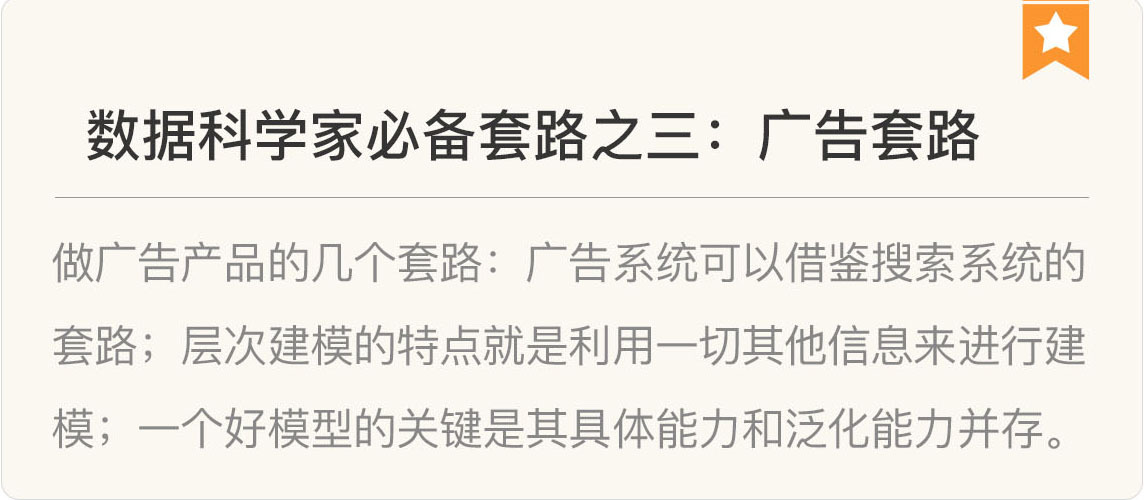 数据科学家必备套路之三：广告套路
做广告产品的几个套路：广告系统可以借鉴搜索系统的
套路；层次建模的特点就是利用一切其他信息来进行建
模；一个好模型的关键是其具体能力和泛化能力并存。